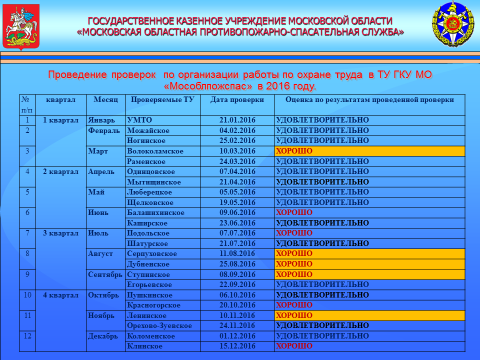 ГОСУДАРСТВЕННОЕ КАЗЕННОЕ УЧРЕЖДЕНИЕ МОСКОВСКОЙ ОБЛАСТИ
«МОСКОВСКАЯ ОБЛАСТНАЯ ПРОТИВОПОЖАРНО-СПАСАТЕЛЬНАЯ СЛУЖБА»
Проведение проверок по организации работы по охране труда в ТУ ГКУ МО
«Мособлпожспас» в 2016 году.
№ п/п квартал Месяц Проверяемые ТУ Дата проверки Оценка по результатам проведенной проверки
1 1 квартал Январь УМТО 21.01.2016 УДОВЛЕТВОРИТЕЛЬНО
2 Февраль Можайское 04.02.2016 УДОВЛЕТВОРИТЕЛЬНО
Ногинское 25.02.2016 УДОВЛЕТВОРИТЕЛЬНО
3 Март Волоколамское 10.03.2016 ХОРОШО
Раменское 24.03.2016 УДОВЛЕТВОРИТЕЛЬНО
4 2 квартал Апрель Одинцовское 07.04.2016 УДОВЛЕТВОРИТЕЛЬНО
Мытищинское 21.04.2016 УДОВЛЕТВОРИТЕЛЬНО
5 Май Люберецкое 05.05.2016 УДОВЛЕТВОРИТЕЛЬНО
Щелковское 19.05.2016 УДОВЛЕТВОРИТЕЛЬНО
6 Июнь Балашихинское 09.06.2016 ХОРОШО
Каширское 23.06.2016 УДОВЛЕТВОРИТЕЛЬНО
7 3 квартал Июль Подольское 07.07.2016 ХОРОШО
Шатурское 21.07.2016 УДОВЛЕТВОРИТЕЛЬНО
8 Август Серпуховское 11.08.2016 ХОРОШО
Дубненское 25.08.2016 ХОРОШО
9 Сентябрь Ступинское 08.09.2016 ХОРОШО
Егорьевское 22.09.2016 УДОВЛЕТВОРИТЕЛЬНО
10 4 квартал Октябрь Пушкинское 06.10.2016 УДОВЛЕТВОРИТЕЛЬНО
Красногорское 20.10.2016 ХОРОШО
11 Ноябрь Ленинское 10.11.2016 ХОРОШО
Орехово-Зуевское 24.11.2016 УДОВЛЕТВОРИТЕЛЬНО
12 Декабрь Коломенское 01.12.2016 УДОВЛЕТВОРИТЕЛЬНО
Клинское 15.12.2016 ХОРОШО